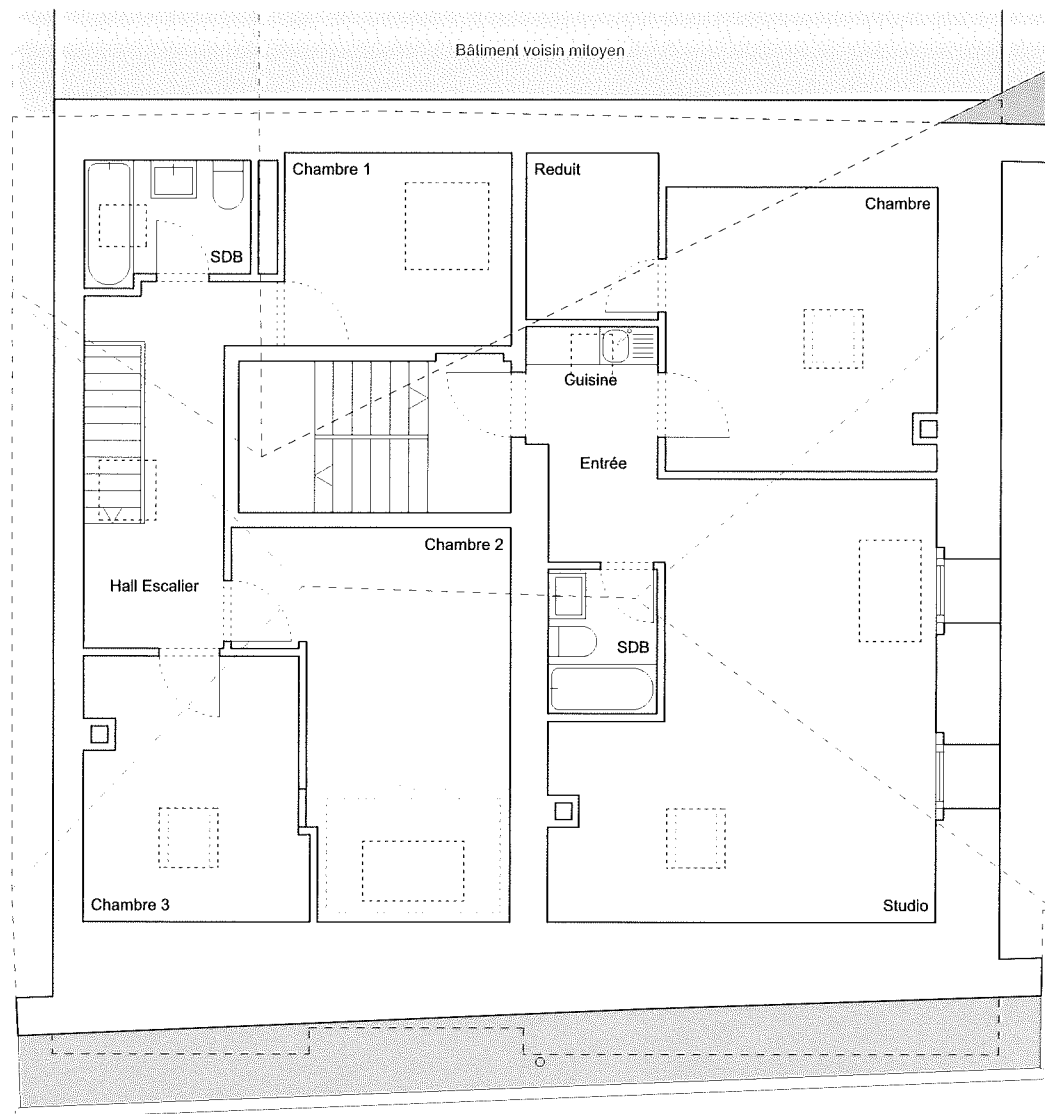 Bâtiment voisin mitoyen
Chambre 1
Reduit
Chambre
SDB
Cuisine
Entrée
Chambre 2
Hall Escalier
SDB
Chambre 3
Studio